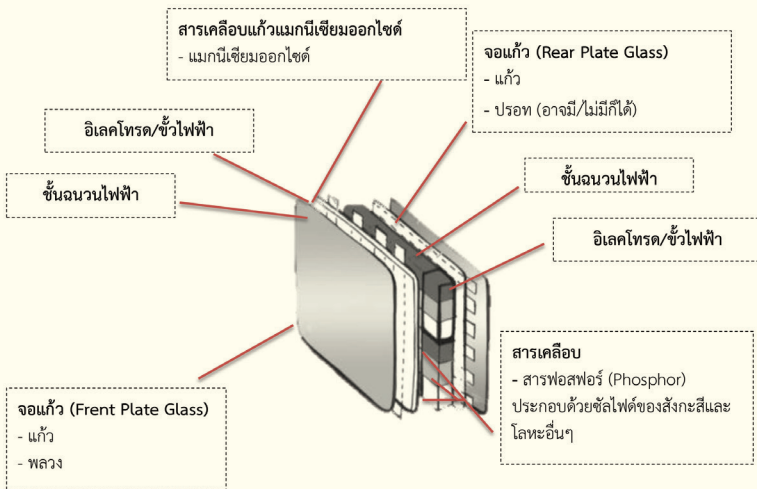 สารเคลือบแก้วแมกนีเซียมออกไซด์
- แมกนีเซียมออกไซด์
จอแก้ว (Rear Plate Glass)
- แก้ว
- ปรอท (อาจมี/ไม่มีก็ได้)
อิเลคโทรด/ขั้วไฟฟ้า
ชั้นฉนวนไฟฟ้า
ชั้นฉนวนไฟฟ้า
อิเลคโทรด/ขั้วไฟฟ้า
สารเคลือบ
- สารฟอสฟอร์ (Phosphor)
ประกอบด้วยซัลไฟด์ของสังกะสีและ
โลหะอื่นๆ
จอแก้ว (Frent Plate Glass)
- แก้ว
- พลวง